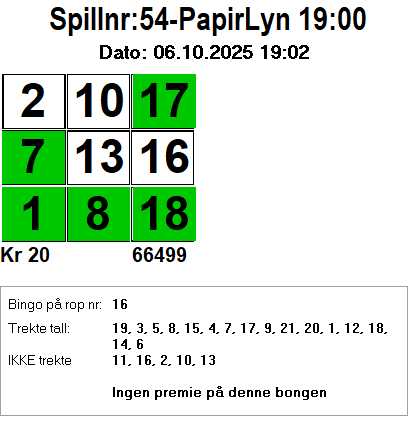 Spillnr:54-PapirLyn 19:00
Dato: 06.10.2025 19:02
2 10 17
7 13 16
1 8 18
Kr 20 66499
Bingo på rop nr: 16
Trekte tall: 19, 3, 5, 8, 15, 4, 7, 17, 9, 21, 20, 1, 12, 18,
14, 6
IKKE trekte 11, 16, 2, 10, 13
Ingen premie på denne bongen